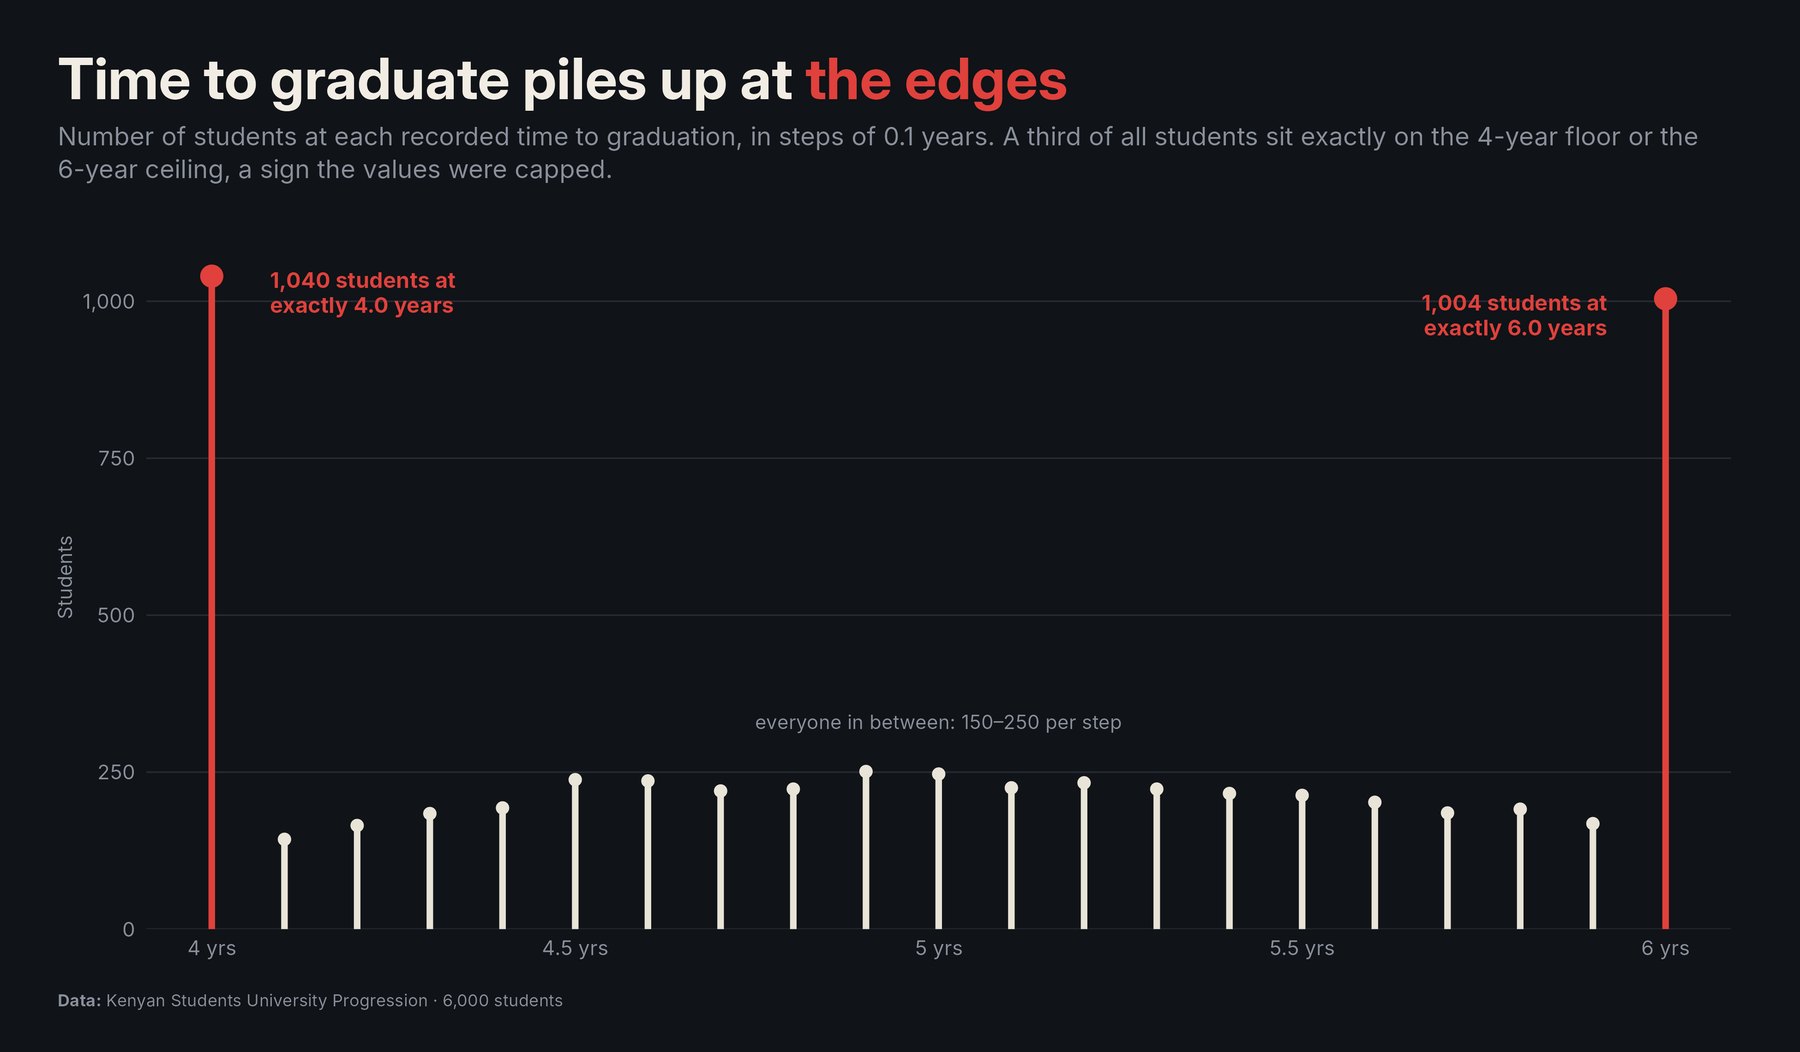 Time to graduate piles up at the edges
Number of students at each recorded time to graduation, in steps of 0.1 years. A third of all students sit exactly on the 4-year floor or the
6-year ceiling, a sign the values were capped.
1,040 students at
exactly 4.0 years
1,004 students at
exactly 6.0 years
everyone in between: 150–250 per step
Students
1,000
750
500
250
0
4 yrs
4.5 yrs
5 yrs
5.5 yrs
6 yrs
Data: Kenyan Students University Progression · 6,000 students